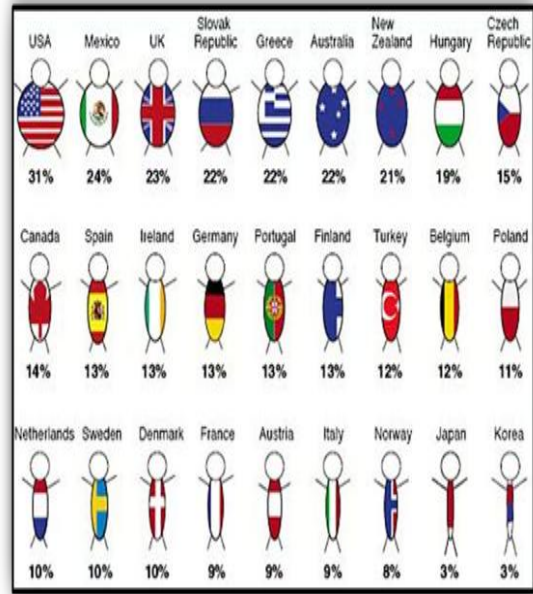 USA Mexico UK Slovak Republic Greece Australia New Zealand Hungary Czech Republic
31% 24% 23% 22% 22% 22% 21% 19% 15%
Canada Spain Ireland Germany Portugal Finland Turkey Belgium Poland
14% 13% 13% 13% 13% 13% 12% 12% 11%
Netherlands Sweden Denmark France Austria Italy Norway Japan Korea
10% 10% 10% 9% 9% 9% 8% 3% 3%